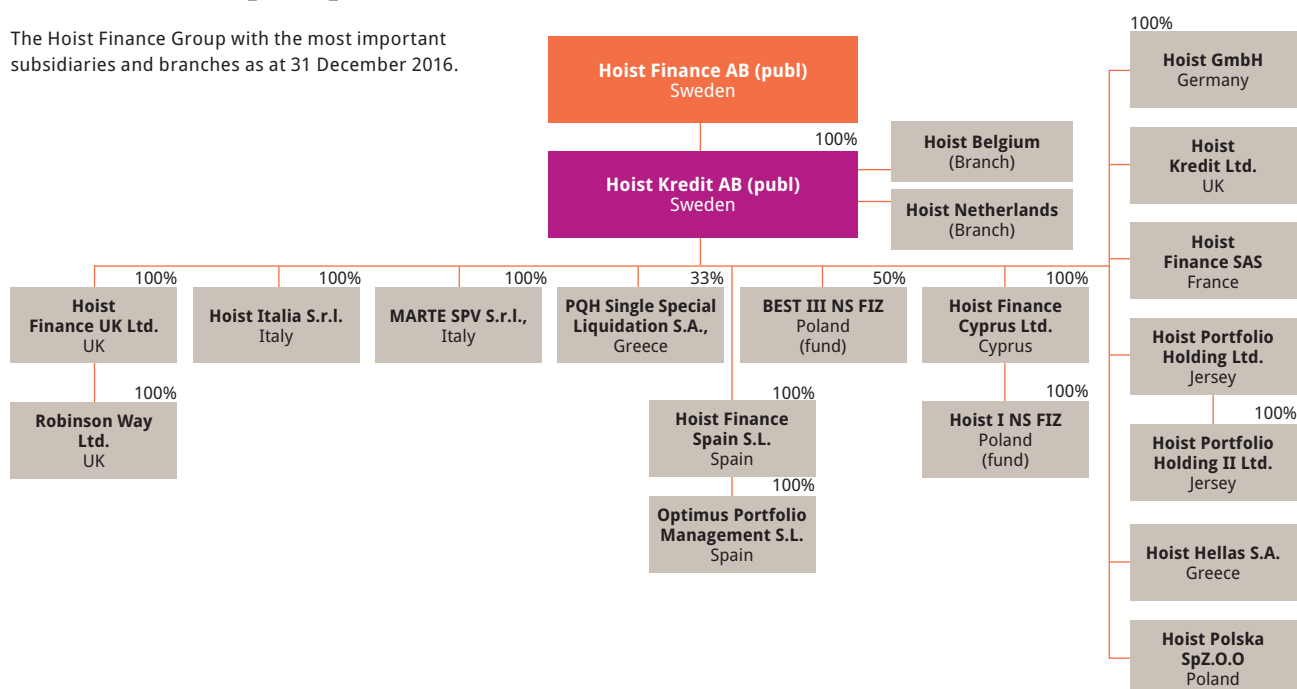 The Hoist Finance Group with the most important
subsidiaries and branches as at 31 December 2016.
Hoist Finance AB (publ)
Sweden
100%
Hoist Kredit AB (publ)
Sweden
Hoist Belgium
(Branch)
Hoist Netherlands
(Branch)
100%
Hoist
Finance UK Ltd.
UK
100%
Robinson Way
Ltd.
UK
100%
Hoist Italia S.r.l.
Italy
100%
MARTE SPV S.r.l.,
Italy
33%
PQH Single Special
Liquidation S.A.,
Greece
100%
Hoist Finance
Spain S.L.
Spain
100%
Optimus Portfolio
Management S.L.
Spain
50%
BEST III NS FIZ
Poland
(fund)
100%
Hoist Finance
Cyprus Ltd.
Cyprus
100%
Hoist I NS FIZ
Poland
(fund)
100%
Hoist GmbH
Germany
Hoist
Kredit Ltd.
UK
Hoist
Finance SAS
France
Hoist Portfolio
Holding Ltd.
Jersey
100%
Hoist Portfolio
Holding II Ltd.
Jersey
Hoist Hellas S.A.
Greece
Hoist Polska
SpZ.O.O
Poland